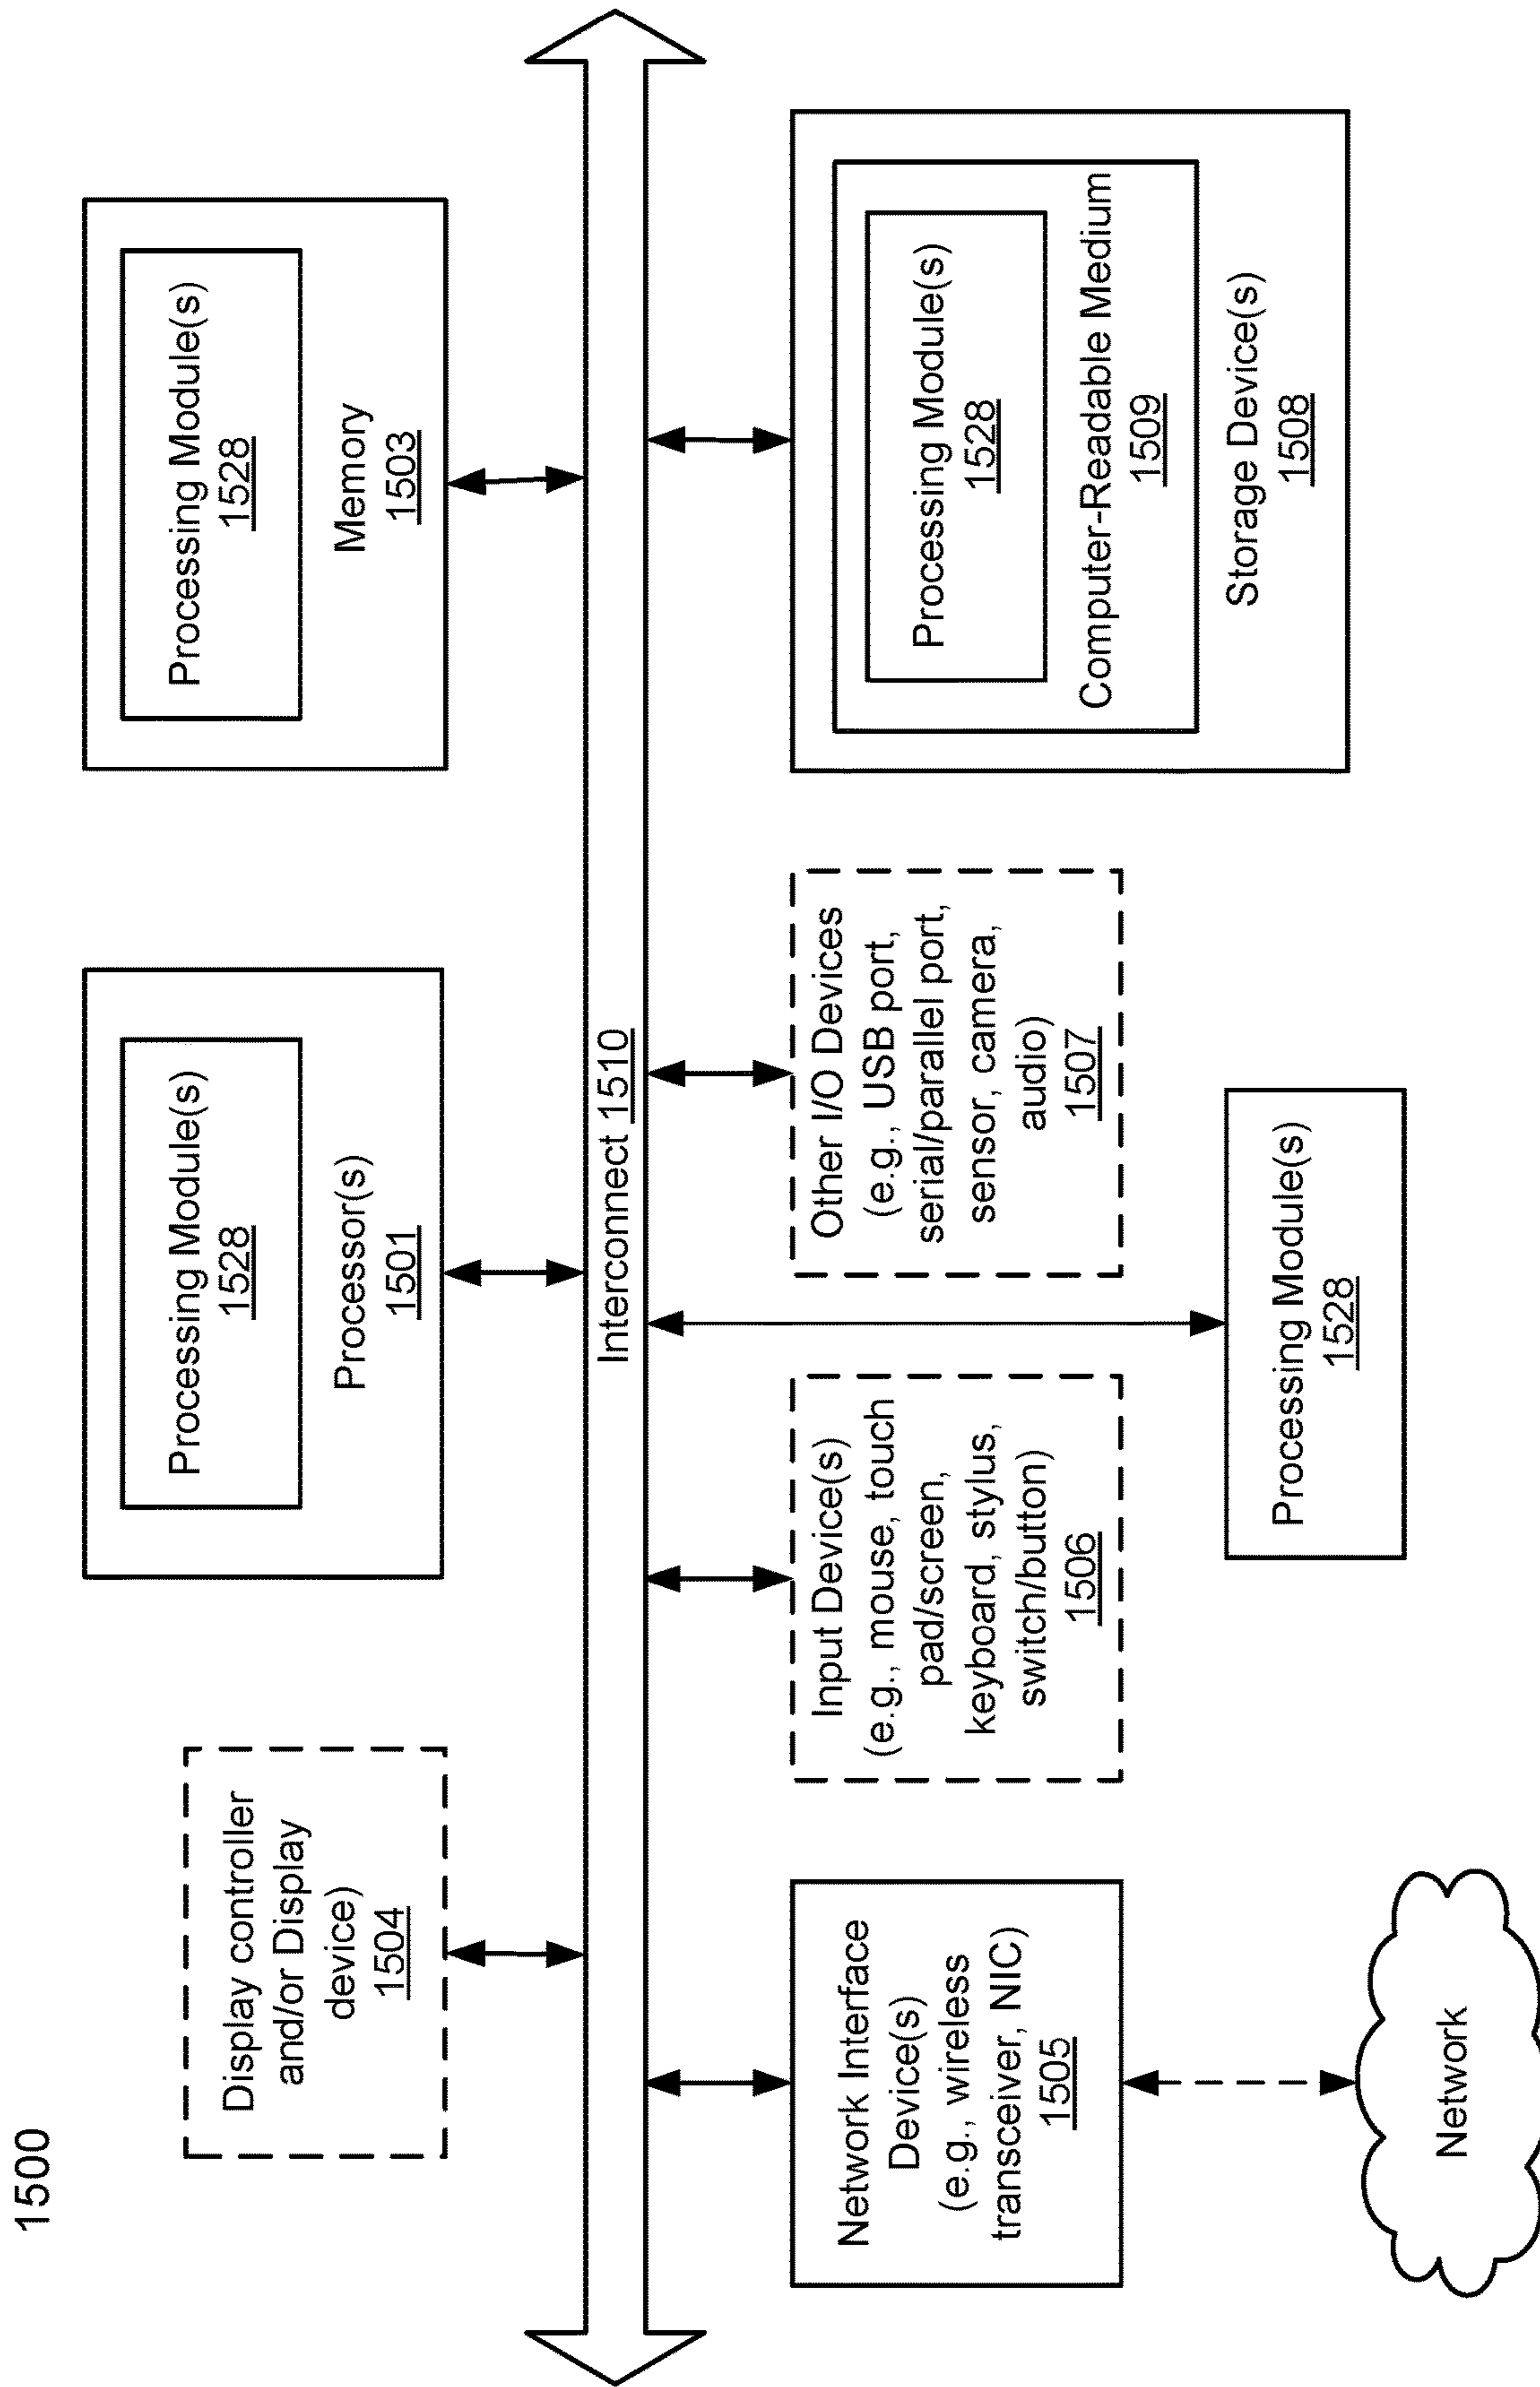 1500
Display controller
and/or Display
device)
1504
Processing Module(s)
1528
Processor(s)
1501
Processing Module(s)
1528
Memory
1503
Interconnect 1510
Network Interface
Device(s)
(e.g., wireless
transceiver, NIC)
1505
Input Device(s)
(e.g., mouse, touch
pad/screen,
keyboard, stylus,
switch/button)
1506
Other I/O Devices
(e.g., USB port,
serial/parallel port,
sensor, camera,
audio)
1507
Processing Module(s)
1528
Computer-Readable Medium
1509
Storage Device(s)
1508
Processing Module(s)
1528
Network